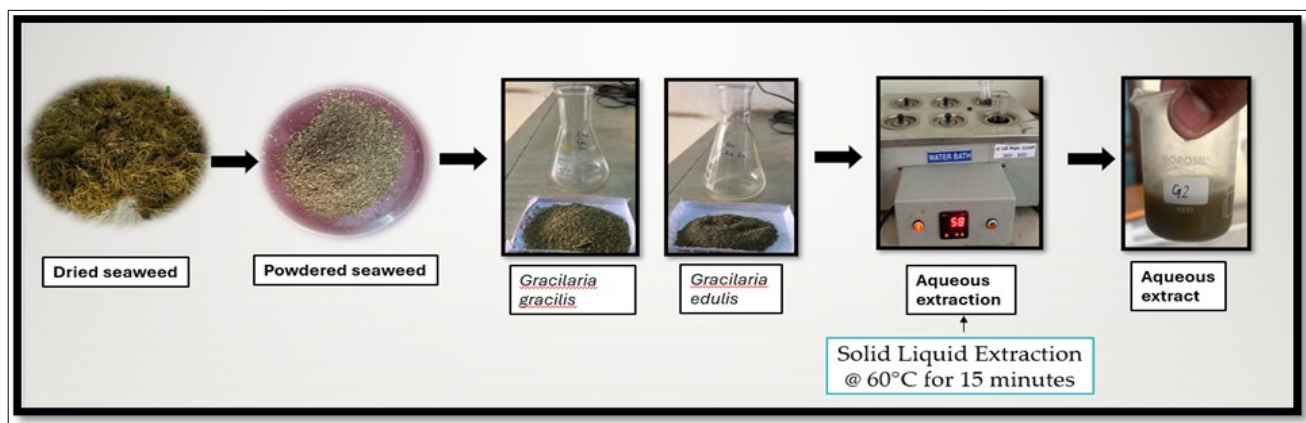 Dried seaweed
Powdered seaweed
Gracilaria
gracilis
Gracilaria
edulis
WATER BATH
58
Aqueous
extraction
Solid Liquid Extraction
@ 60°C for 15 minutes
BOROSIL
G2
Aqueous
extract